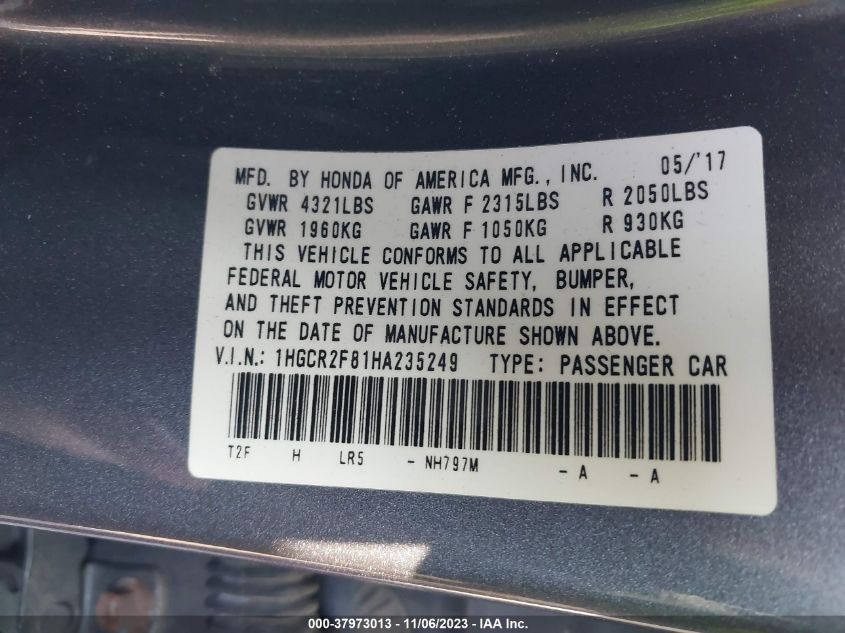 MFD. BY HONDA OF AMERICA MFG., INC. 05/'17
GVWR 4321LBS GAWR F 2315LBS R 2050LBS
GVWR 1960KG GAWR F 1050KG R 930KG
THIS VEHICLE CONFORMS TO ALL APPLICABLE
FEDERAL MOTOR VEHICLE SAFETY, BUMPER,
AND THEFT PREVENTION STANDARDS IN EFFECT
ON THE DATE OF MANUFACTURE SHOWN ABOVE.
V.I.N.: 1HGCR2F81HA235249 TYPE: PASSENGER CAR
T2F H LR5 - NH797M - A - A
000-37973013 - 11/06/2023 - © IAA Inc.